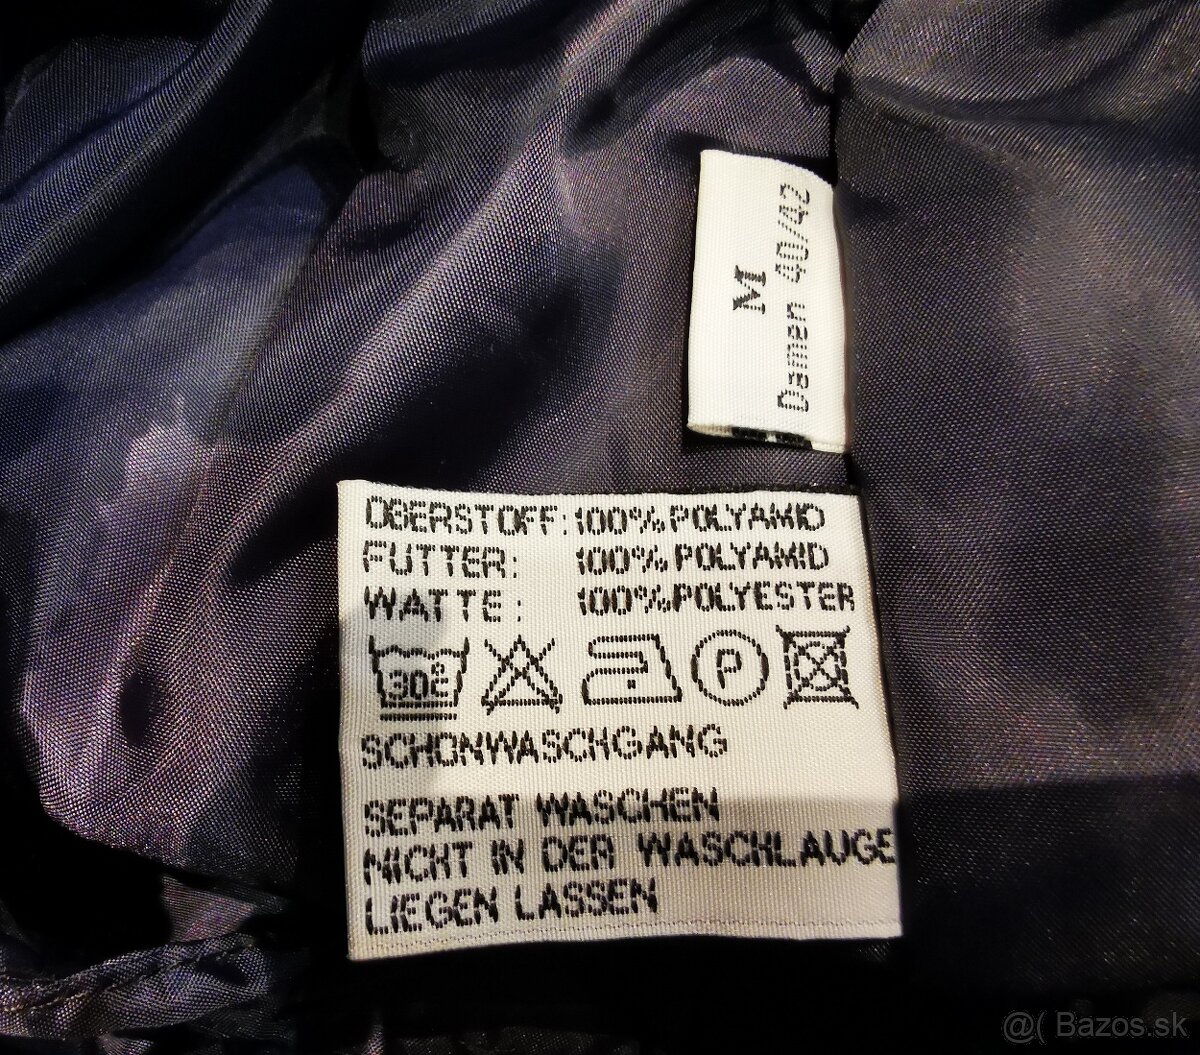 M
Damen 40/42
OBERSTOFF: 100% POLYAMID
FUTTER: 100% POLYAMID
WATTE: 100% POLYESTER
30° P
SCHONWASCHGANG
SEPARAT WASCHEN
NICHT IN DER WASCHLAUGE
LIEGEN LASSEN
@( Bazos.sk